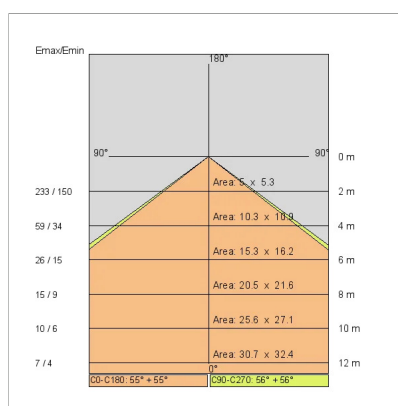 Emax/Emin
180°
90° 90° 0 m
Area: 5 x 5.3
233 / 150 2 m
Area: 10.3 x 10.9
59 / 34 4 m
Area: 15.3 x 16.2
26 / 15 6 m
Area: 20.5 x 21.6
15 / 9 8 m
Area: 25.6 x 27.1
10 / 6 10 m
Area: 30.7 x 32.4
7 / 4 12 m
0°
C0-C180: 55° + 55° C90-C270: 56° + 56°